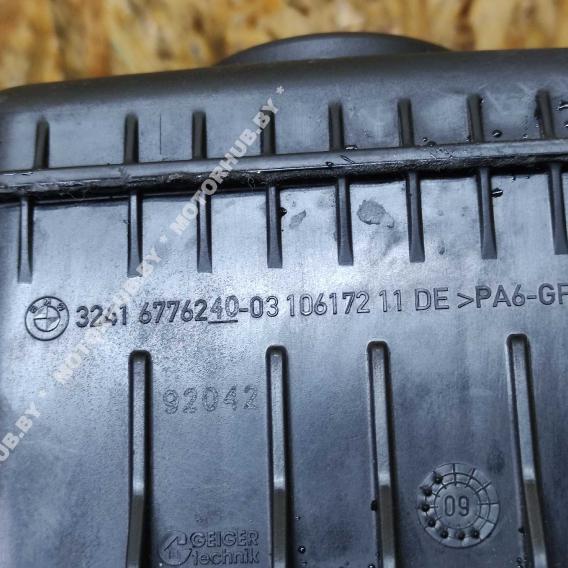 * MOTORHUB.BY * MOTORHUB.BY *
3241 6776240-03 106172 11 DE >PA6-GF
92042
09
GEIGER
technik